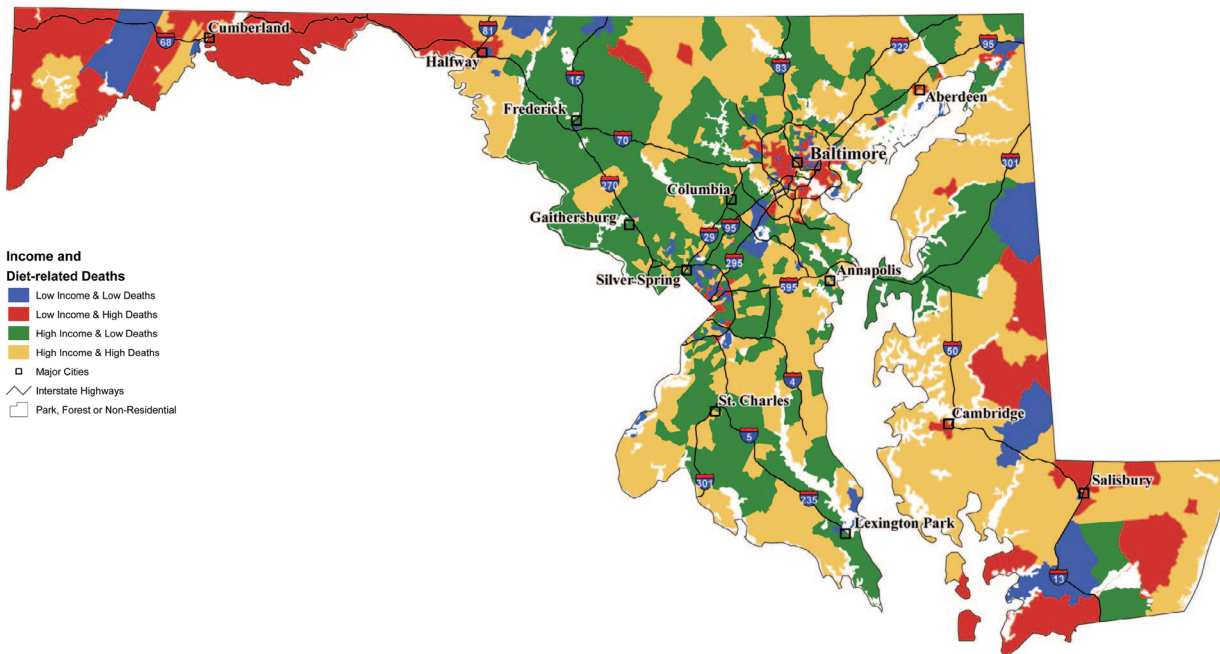 Cumberland
68
81
Halfway
15
83
222
95
Aberdeen
Frederick
70
Baltimore
301
270
Columbia
Gaithersburg
29
95
295
Silver Spring
Annapolis
595
50
4
St. Charles
Cambridge
5
301
235
Salisbury
Lexington Park
13
Income and
Diet-related Deaths
Low Income & Low Deaths
Low Income & High Deaths
High Income & Low Deaths
High Income & High Deaths
Major Cities
Interstate Highways
Park, Forest or Non-Residential